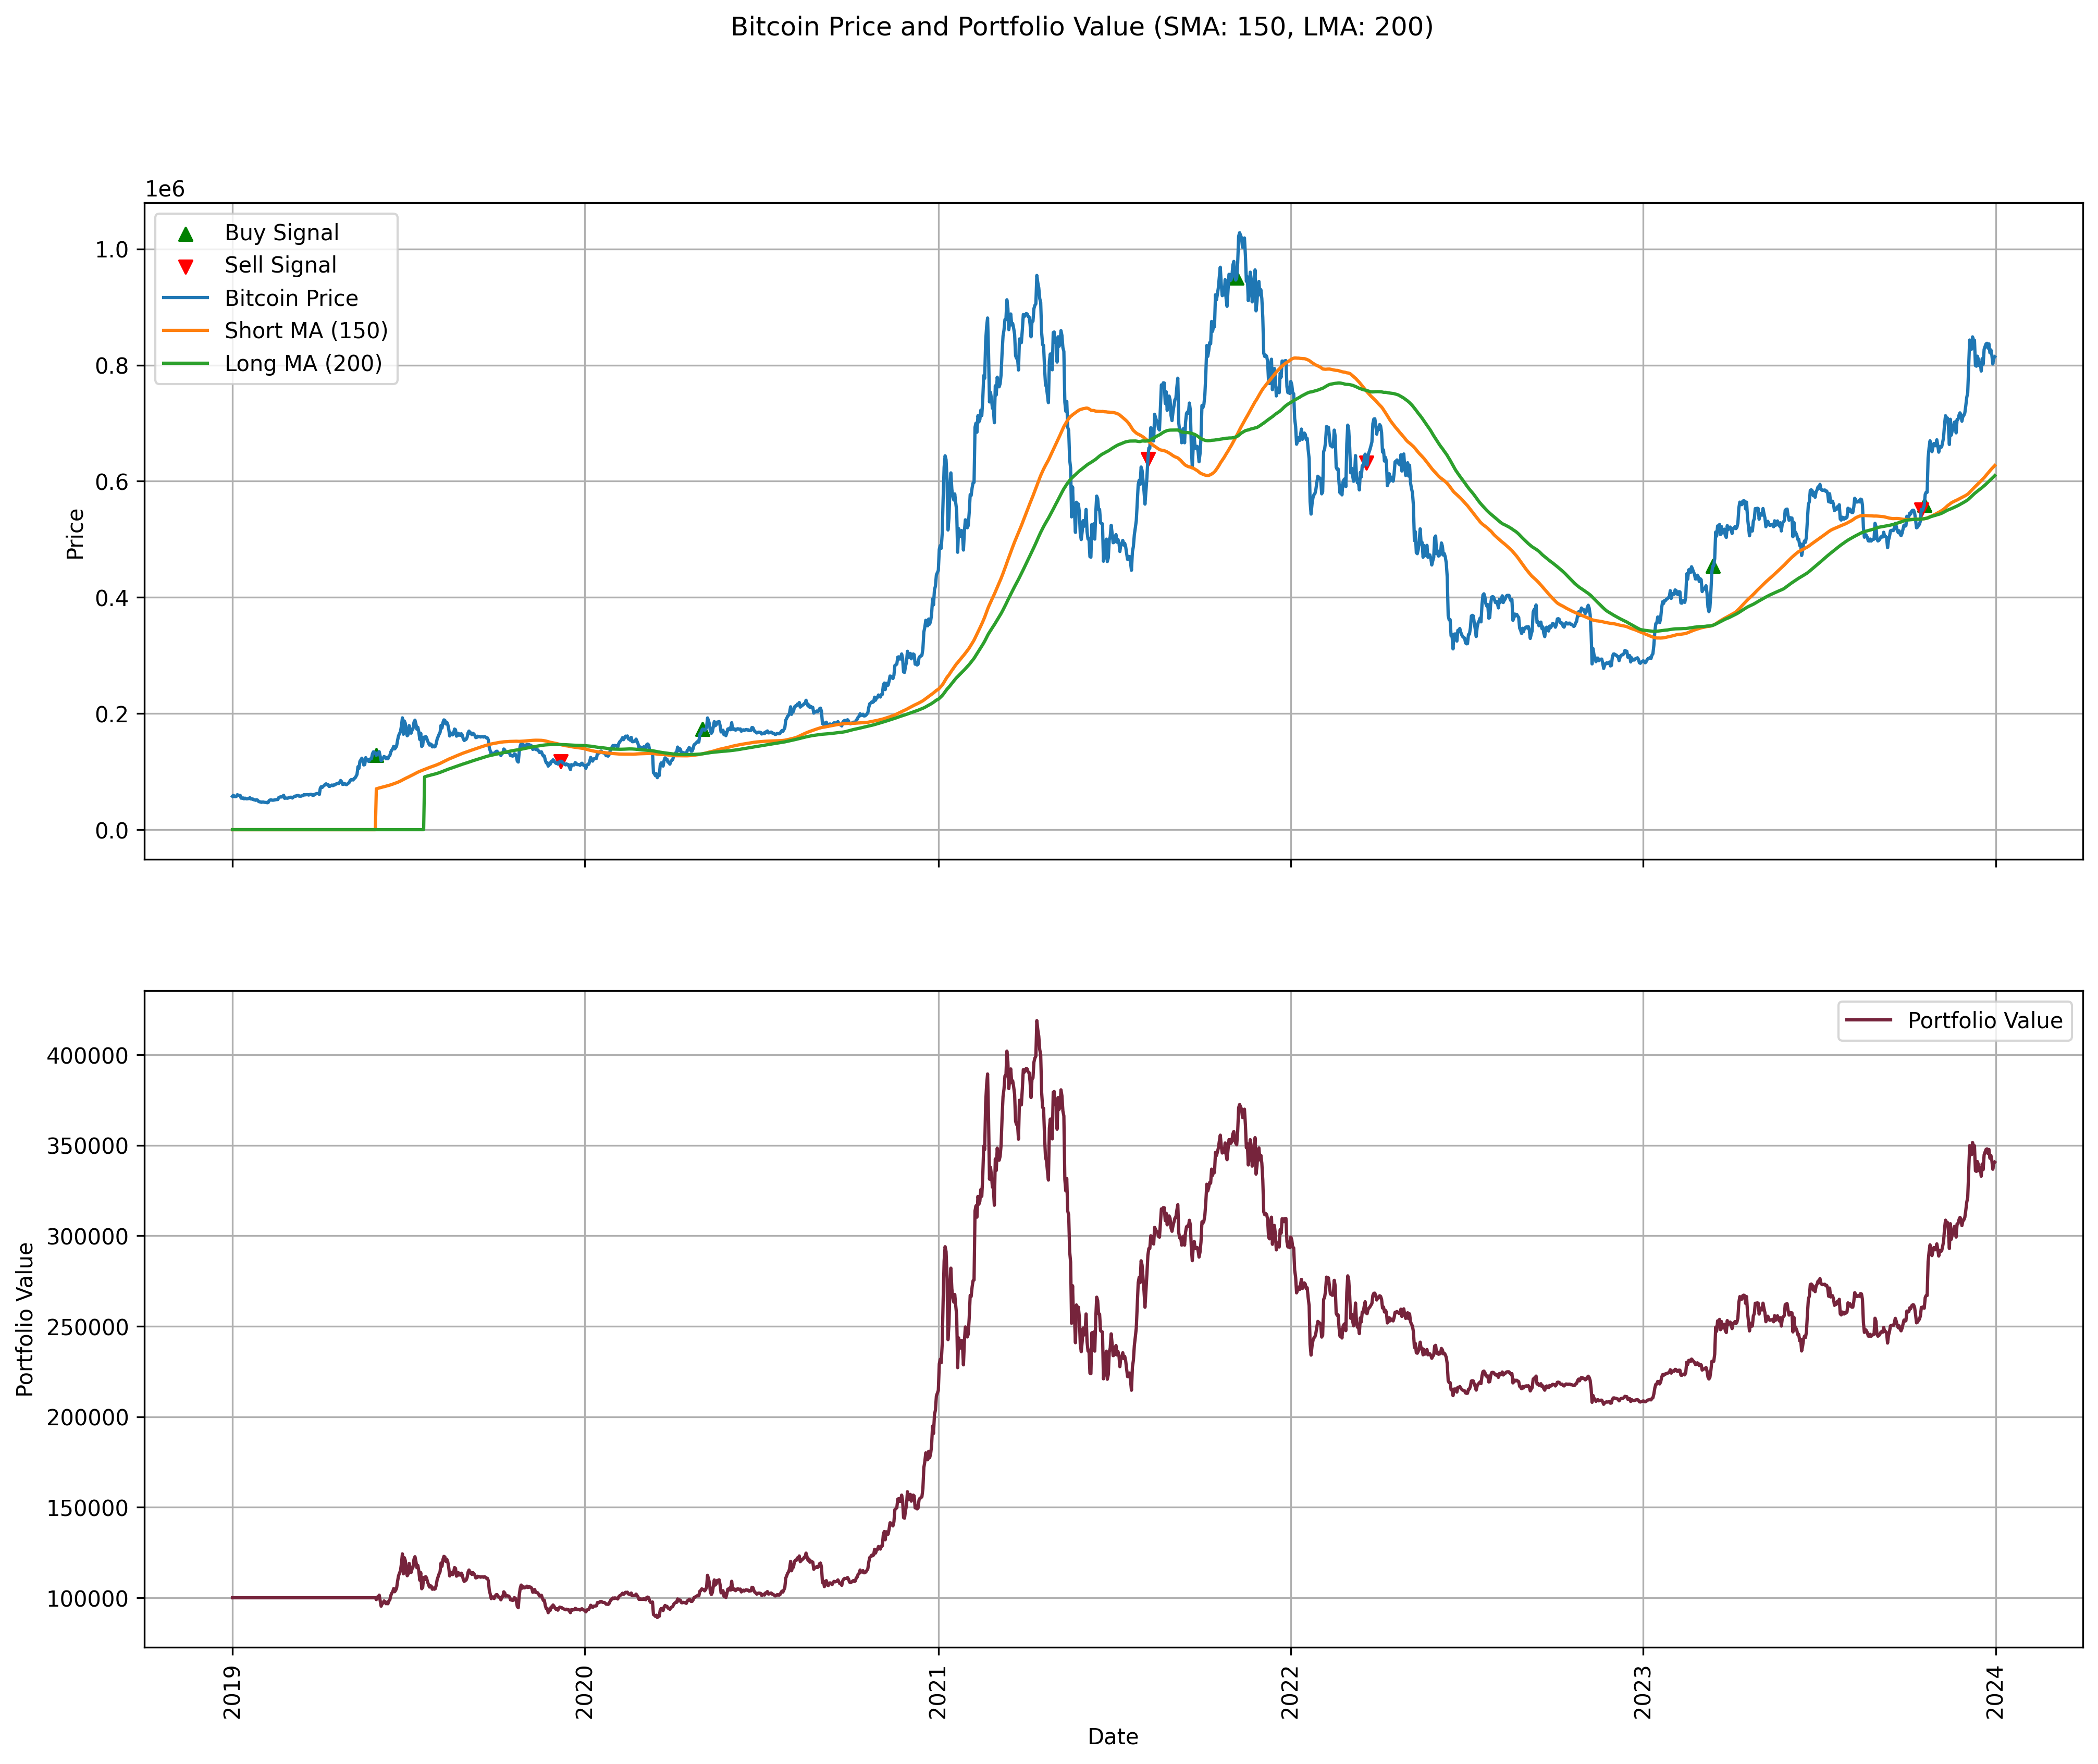 Bitcoin Price and Portfolio Value (SMA: 150, LMA: 200)
1e6
Buy Signal
Sell Signal
Bitcoin Price
Short MA (150)
Long MA (200)
1.0
0.8
0.6
0.4
0.2
0.0
Price
Portfolio Value
400000
350000
300000
250000
200000
150000
100000
Portfolio Value
2019
2020
2021
2022
2023
2024
Date